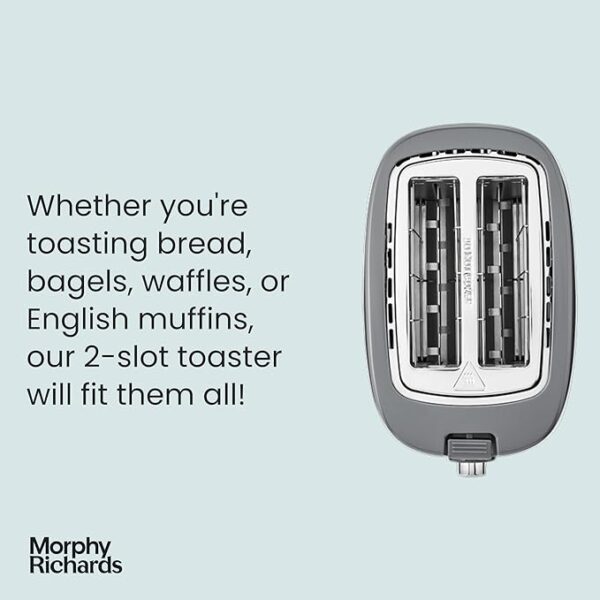 Whether you're
toasting bread,
bagels, waffles, or
English muffins,
our 2-slot toaster
will fit them all!
Morphy
Richards